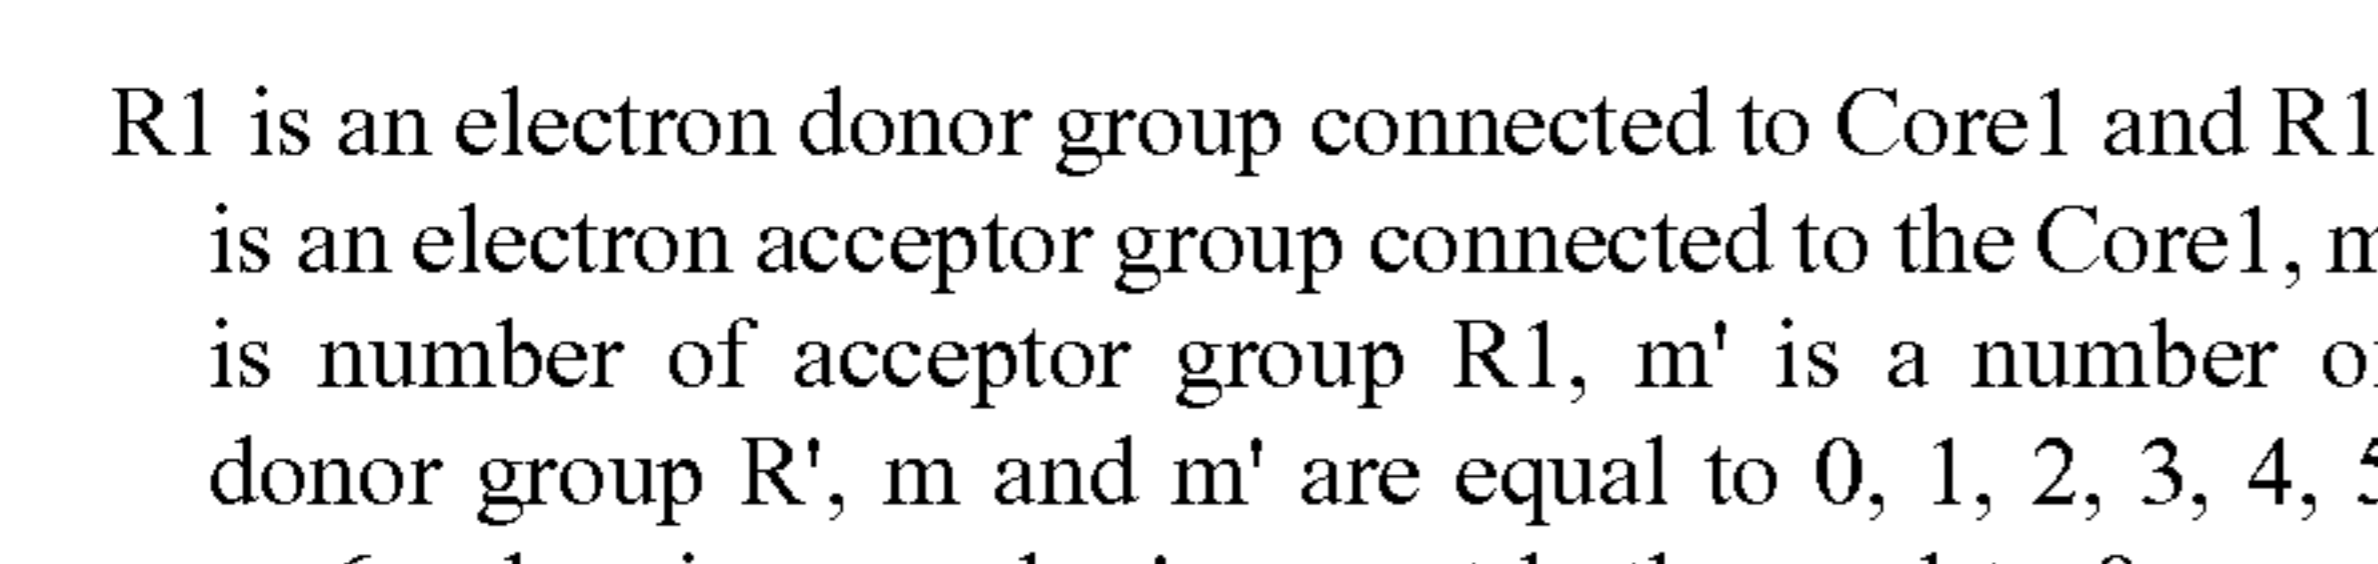 R1 is an electron donor group connected to Core1 and R1
is an electron acceptor group connected to the Core1,
is number of acceptor group R1, m' is a number
donor group R', m and m' are equal to 0, 1, 2, 3, 4,